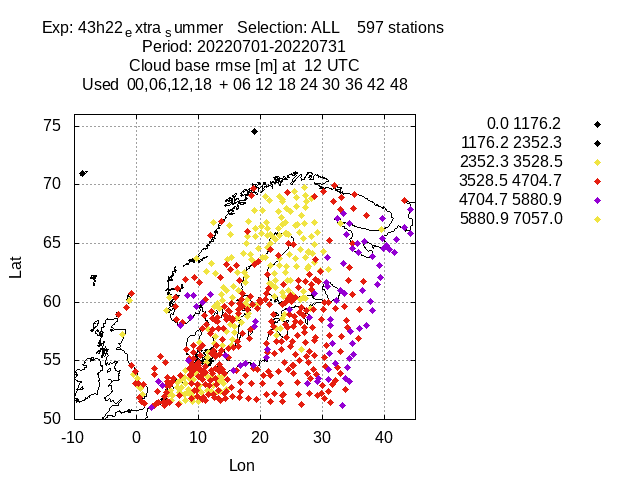 Exp: 43h22extrasummer Selection: ALL 597 stations
Period: 20220701-20220731
Cloud base rmse [m] at 12 UTC
Used 00,06,12,18 + 06 12 18 24 30 36 42 48
75
70
65
60
55
50
-10 0 10 20 30 40
Lat
Lon
0.0 1176.2
1176.2 2352.3
2352.3 3528.5
3528.5 4704.7
4704.7 5880.9
5880.9 7057.0